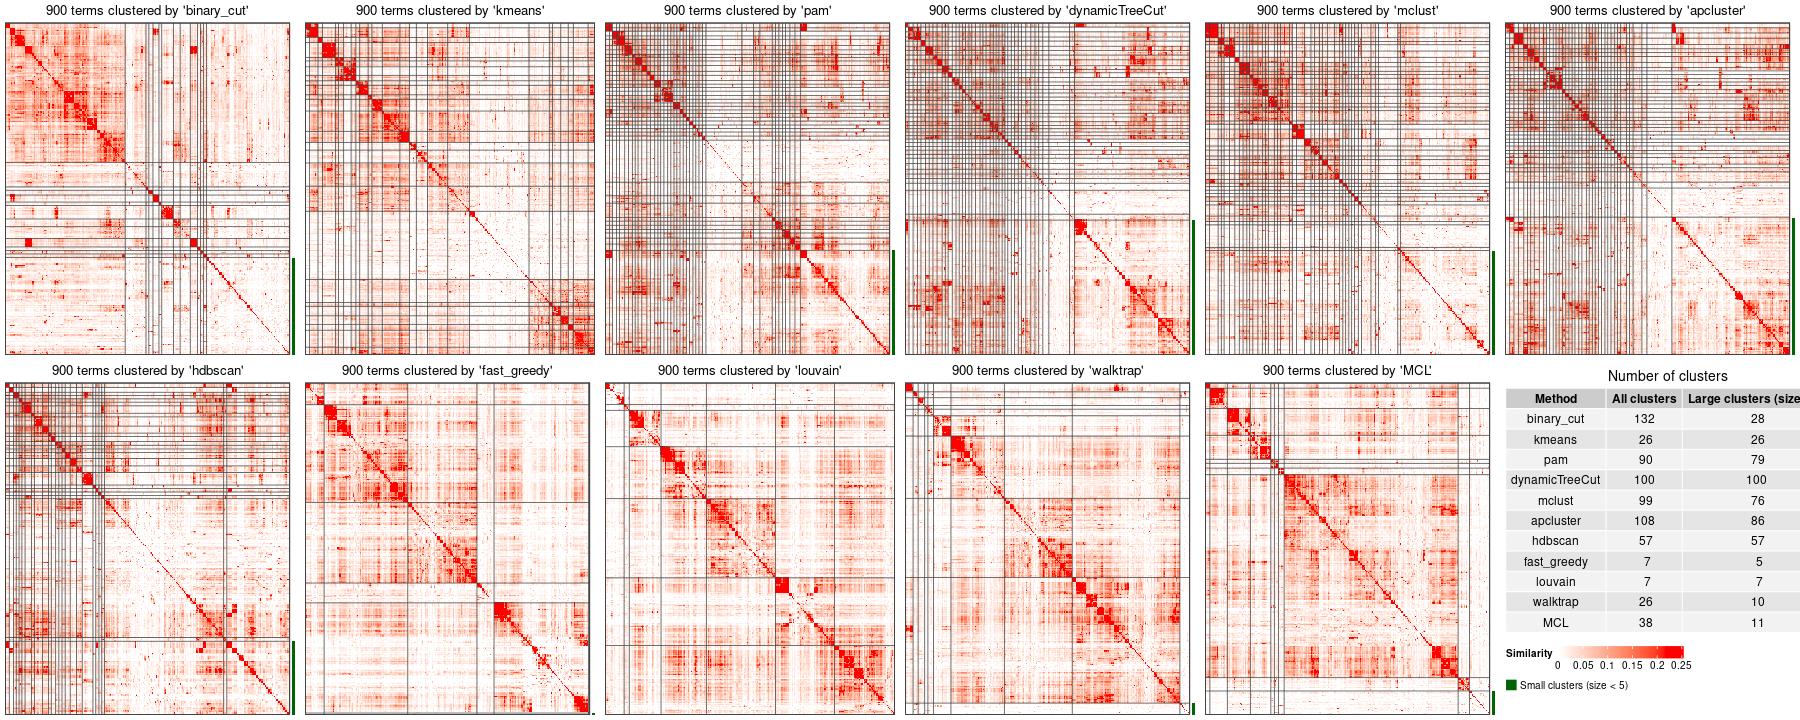 900 terms clustered by 'binary_cut'
900 terms clustered by 'kmeans'
900 terms clustered by 'pam'
900 terms clustered by 'dynamicTreeCut'
900 terms clustered by 'mclust'
900 terms clustered by 'apcluster'
900 terms clustered by 'hdbscan'
900 terms clustered by 'fast_greedy'
900 terms clustered by 'louvain'
900 terms clustered by 'walktrap'
900 terms clustered by 'MCL'
Number of clusters
Method All clusters Large clusters (size
binary_cut 132 28
kmeans 26 26
pam 90 79
dynamicTreeCut 100 100
mclust 99 76
apcluster 108 86
hdbscan 57 57
fast_greedy 7 5
louvain 7 7
walktrap 26 10
MCL 38 11
Similarity
0 0.05 0.1 0.15 0.2 0.25
Small clusters (size < 5)